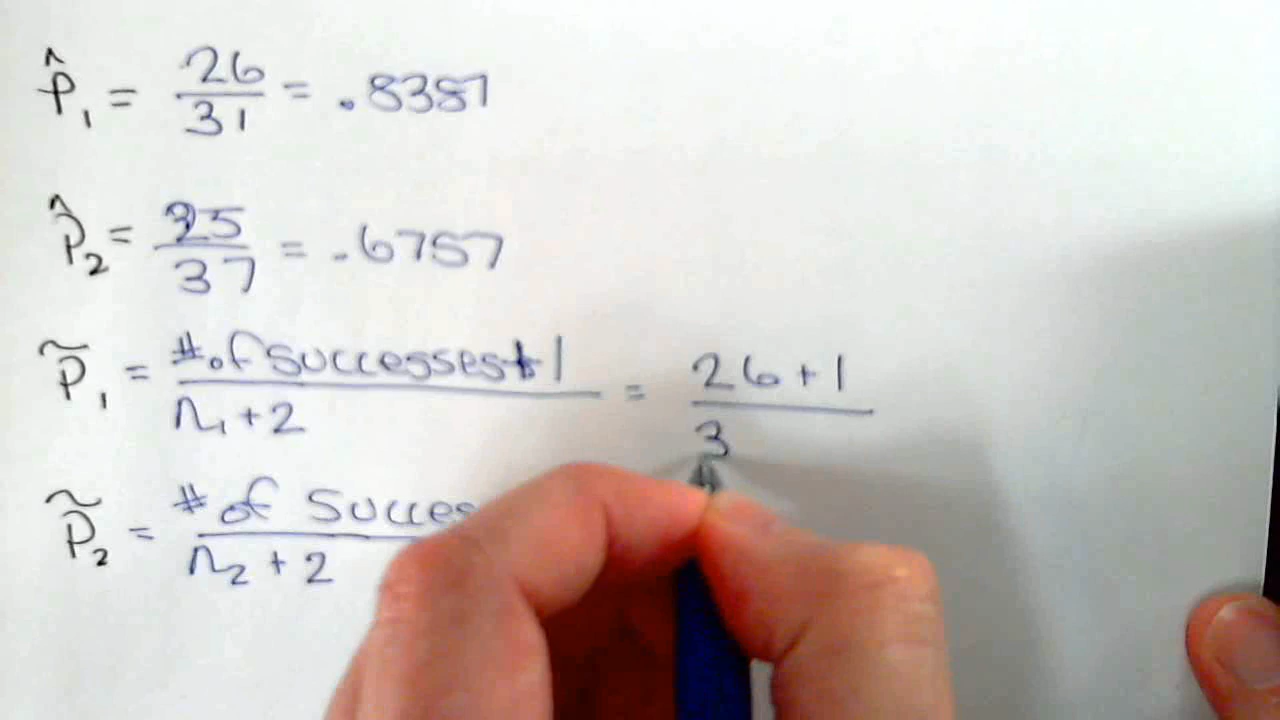 p̂₁ = 26/31 = .8387
p̂₂ = 25/37 = .6757
p̃₁ = # of successes + 1 / n₁ + 2 = 26 + 1 / 3
p̃₂ = # of Succes / n₂ + 2